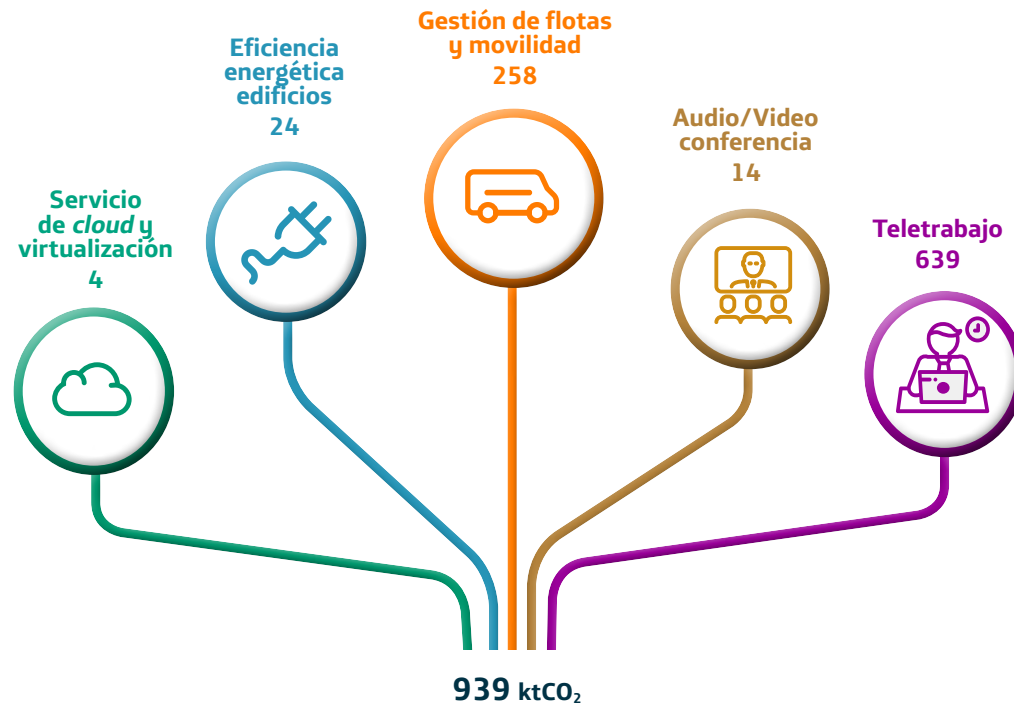 Servicio
de cloud y
virtualización
4
Eficiencia
energética
edificios
24
Gestión de flotas
y movilidad
258
Audio/Video
conferencia
14
Teletrabajo
639
939 ktCO₂